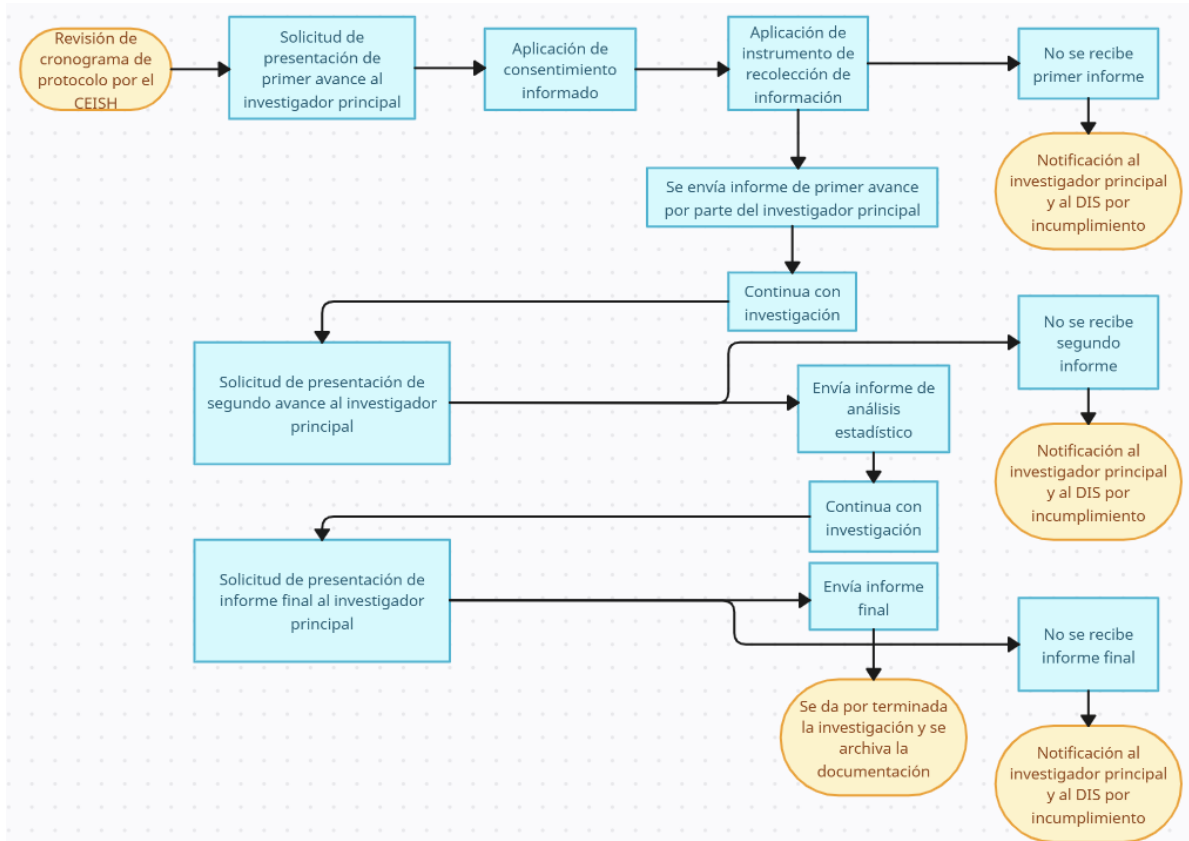 Revisión de
cronograma de
protocolo por el
CEISH
Solicitud de
presentación de
primer avance al
investigador principal
Aplicación de
consentimiento
informado
Aplicación de
instrumento de
recolección de
información
No se recibe
primer informe
Notificación al
investigador principal
y al DIS por
incumplimiento
Se envía informe de primer avance
por parte del investigador principal
Continua con
investigación
Solicitud de presentación de
segundo avance al investigador
principal
No se recibe
segundo
informe
Envía informe de
análisis
estadístico
Notificación al
investigador principal
y al DIS por
incumplimiento
Continua con
investigación
Solicitud de presentación de
informe final al investigador
principal
Envía informe
final
No se recibe
informe final
Se da por terminada
la investigación y se
archiva la
documentación
Notificación al
investigador principal
y al DIS por
incumplimiento